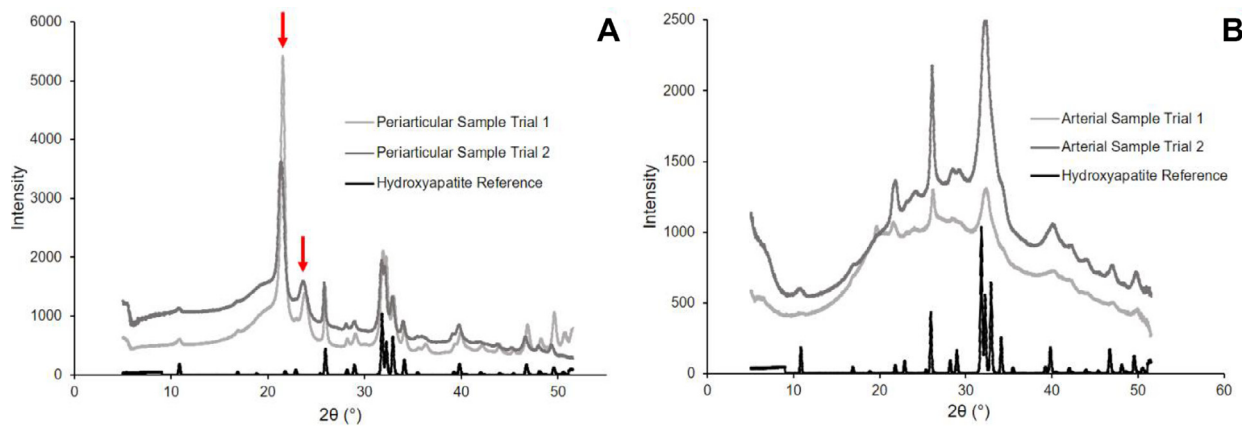 A
6000
5000
4000
3000
2000
1000
0
Intensity
Periarticular Sample Trial 1
Periarticular Sample Trial 2
Hydroxyapatite Reference
0 10 20 30 40 50 60
2θ (°)
B
2500
2000
1500
1000
500
0
Intensity
Arterial Sample Trial 1
Arterial Sample Trial 2
Hydroxyapatite Reference
0 10 20 30 40 50 60
2θ (°)